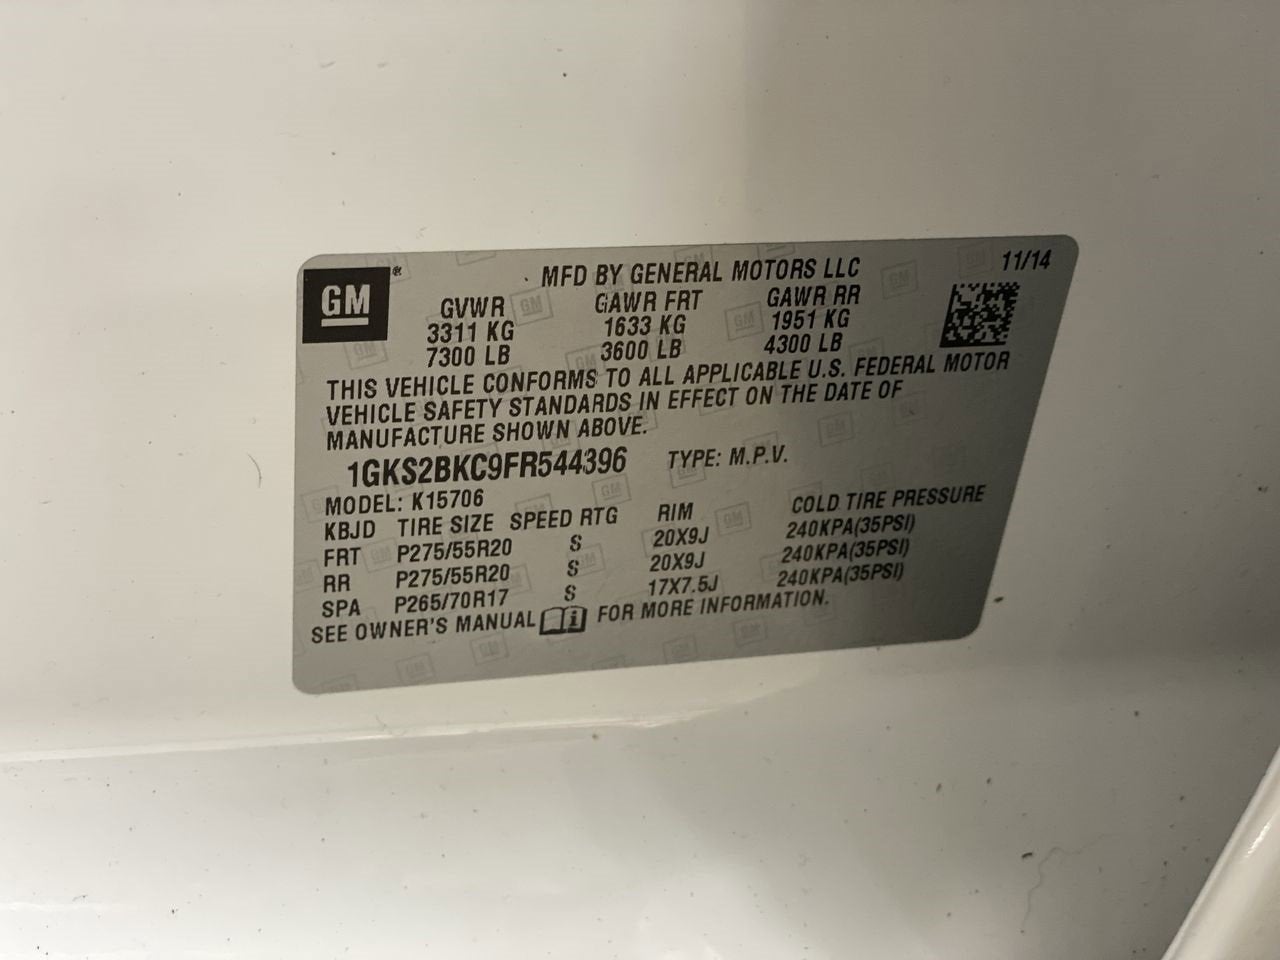 GM
MFD BY GENERAL MOTORS LLC 11/14
GVWR GAWR FRT GAWR RR
3311 KG 1633 KG 1951 KG
7300 LB 3600 LB 4300 LB
THIS VEHICLE CONFORMS TO ALL APPLICABLE U.S. FEDERAL MOTOR
VEHICLE SAFETY STANDARDS IN EFFECT ON THE DATE OF
MANUFACTURE SHOWN ABOVE.
1GKS2BKC9FR544396 TYPE: M.P.V.
MODEL: K15706
KBJD TIRE SIZE SPEED RTG RIM COLD TIRE PRESSURE
FRT P275/55R20 S 20X9J 240KPA(35PSI)
RR P275/55R20 S 20X9J 240KPA(35PSI)
SPA P265/70R17 S 17X7.5J 240KPA(35PSI)
SEE OWNER'S MANUAL FOR MORE INFORMATION.